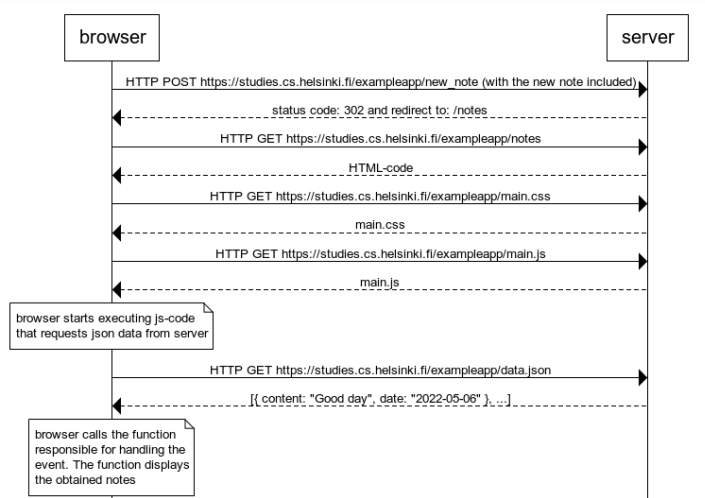 browser
server
HTTP POST https://studies.cs.helsinki.fi/exampleapp/new_note (with the new note included)
status code: 302 and redirect to: /notes
HTTP GET https://studies.cs.helsinki.fi/exampleapp/notes
HTML-code
HTTP GET https://studies.cs.helsinki.fi/exampleapp/main.css
main.css
HTTP GET https://studies.cs.helsinki.fi/exampleapp/main.js
main.js
browser starts executing js-code
that requests json data from server
HTTP GET https://studies.cs.helsinki.fi/exampleapp/data.json
[{ content: "Good day", date: "2022-05-06" }, ...]
browser calls the function
responsible for handling the
event. The function displays
the obtained notes